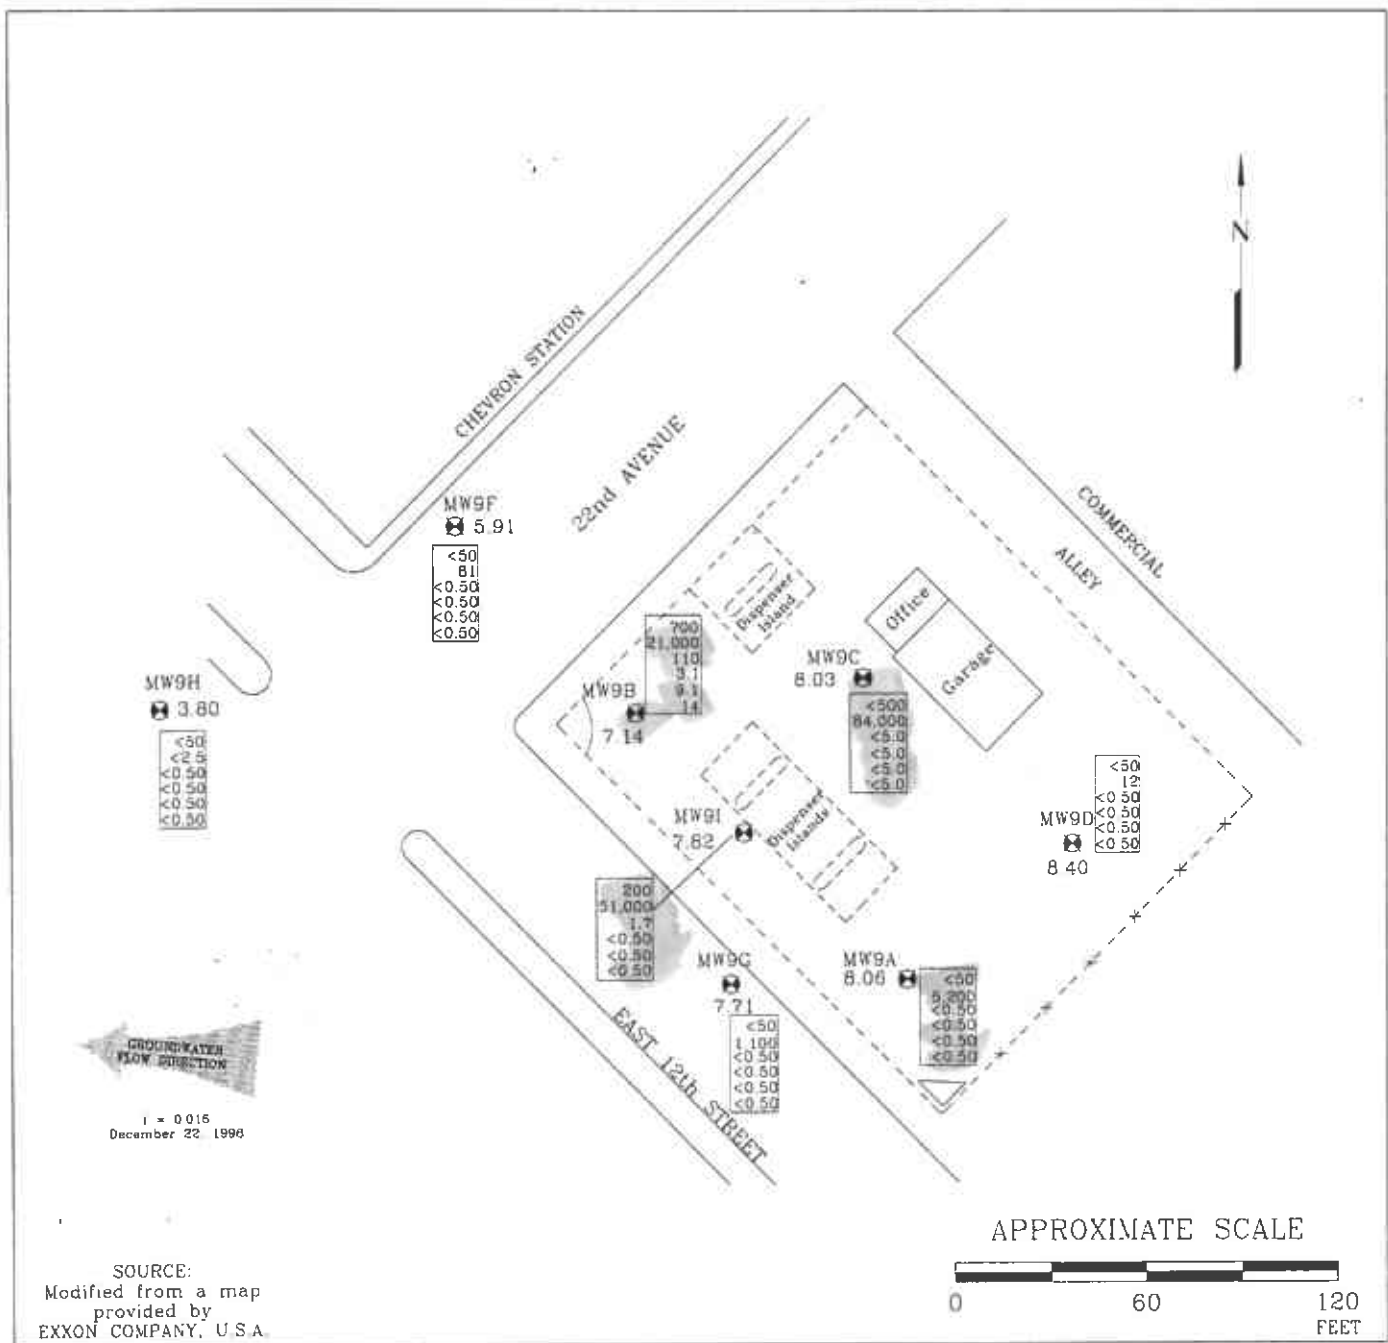 N
CHEVRON STATION
22nd AVENUE
COMMERCIAL
ALLEY
MW9F
5.91
<50
81
<0.50
<0.50
<0.50
<0.50
Dispenser
Island
Office
Garage
700
21,000
110
3.1
9.1
14
MW9B
7.14
MW9C
8.03
<500
84,000
<5.0
<5.0
<5.0
<5.0
MW9H
3.80
<50
<2.5
<0.50
<0.50
<0.50
<0.50
<50
12
<0.50
<0.50
<0.50
<0.50
MW9D
8.40
MW9I
7.82
Dispenser
Islands
200
51,000
1.7
<0.50
<0.50
<0.50
MW9G
7.71
<50
1,100
<0.50
<0.50
<0.50
<0.50
MW9A
8.06
<50
5,200
<0.50
<0.50
<0.50
<0.50
EAST 12th STREET
GROUNDWATER
FLOW DIRECTION
i = 0.015
December 22, 1998
APPROXIMATE SCALE
0 60 120
FEET
SOURCE:
Modified from a map
provided by
EXXON COMPANY, U.S.A.